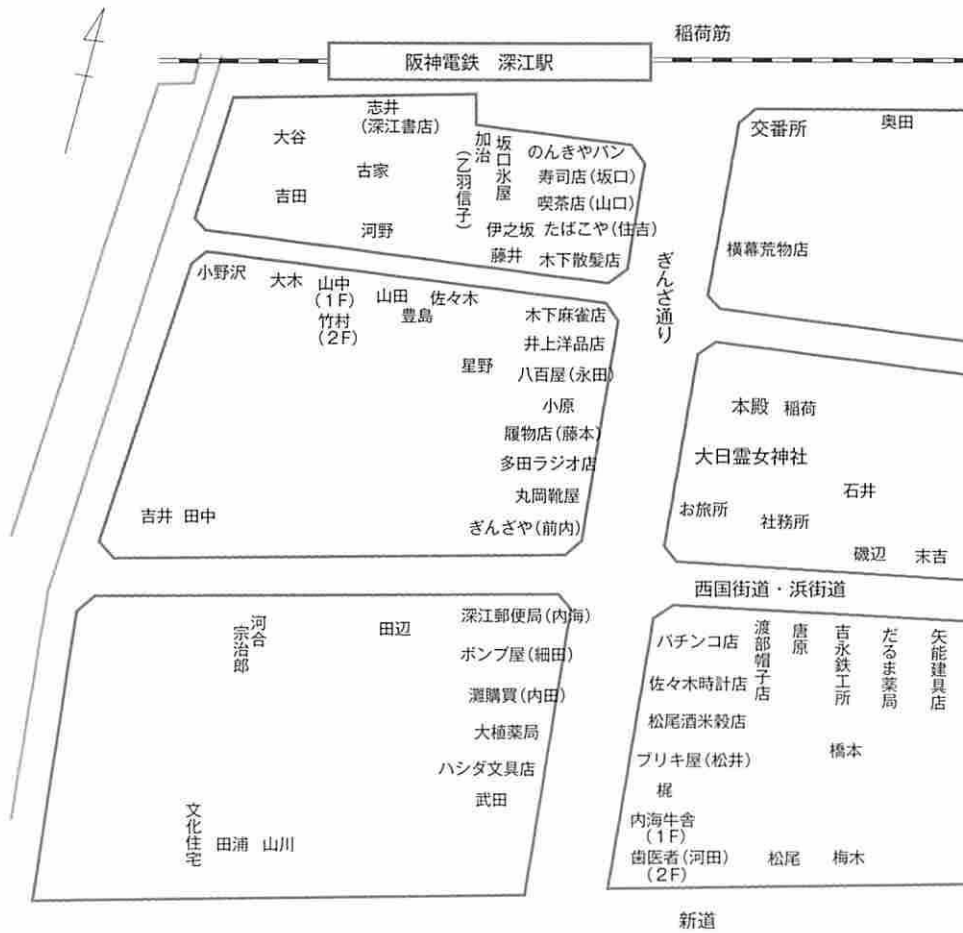 稲荷筋
阪神電鉄 深江駅
志井
(深江書店)
大谷
古家
吉田
河野
加治
(乙羽信子)
坂口氷屋
のんきやパン
寿司店(坂口)
喫茶店(山口)
伊之坂 たばこや(住吉)
藤井 木下散髪店
交番所
奥田
横幕荒物店
ぎんざ通り
小野沢
大木
山中
(1F)
竹村
(2F)
山田
豊島
佐々木
木下麻雀店
井上洋品店
星野
八百屋(永田)
小原
履物店(藤本)
多田ラジオ店
丸岡靴屋
ぎんざや(前内)
吉井 田中
本殿 稲荷
大日霊女神社
石井
お旅所
社務所
磯辺
末吉
西国街道・浜街道
河合
宗治郎
田辺
深江郵便局(内海)
ポンプ屋(細田)
灘購買(内田)
大植薬局
ハシダ文具店
武田
文化住宅
田浦 山川
パチンコ店
渡部帽子店
唐原
吉永鉄工所
だるま薬局
矢能建具店
佐々木時計店
松尾酒米穀店
ブリキ屋(松井)
橋本
梶
内海牛舎
(1F)
歯医者(河田)
(2F)
松尾
梅木
新道